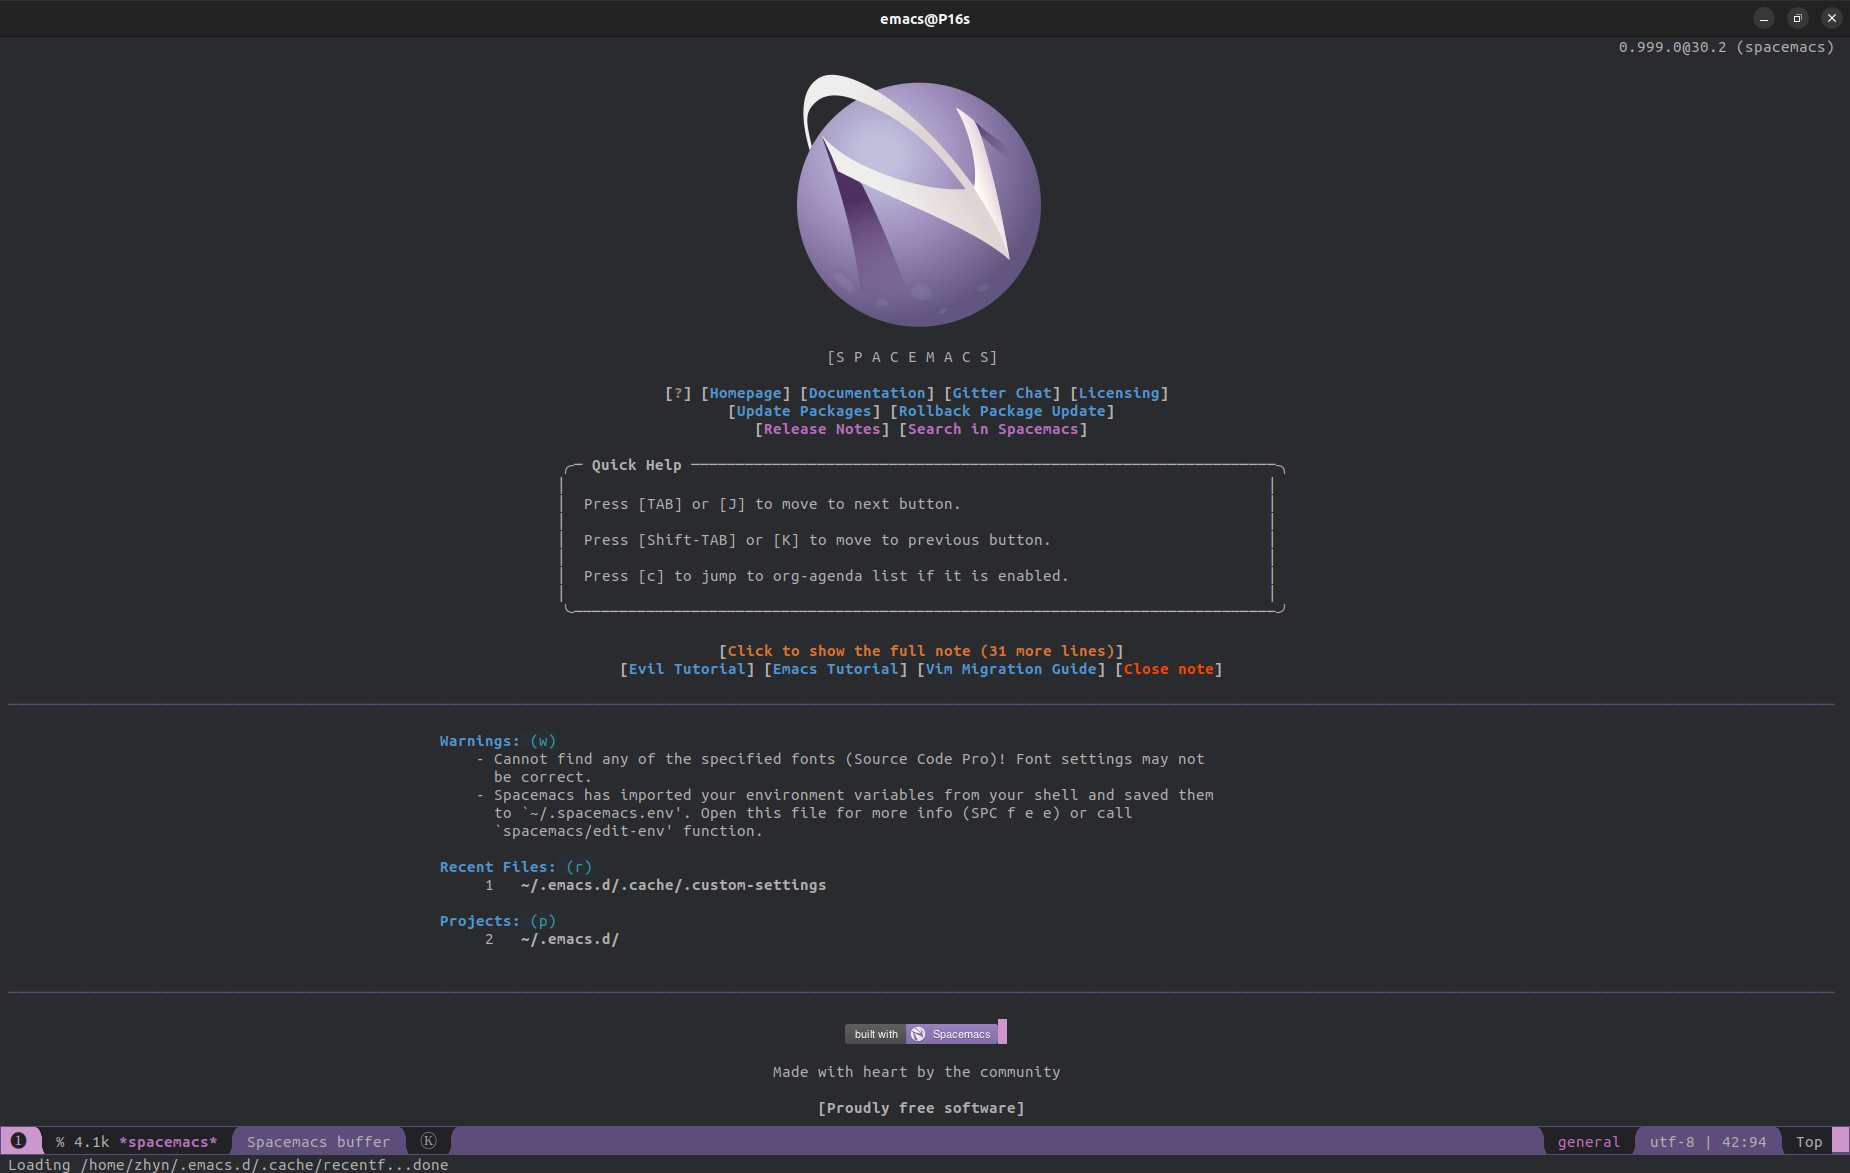 emacs@P16s
0.999.0@30.2 (spacemacs)
[S P A C E M A C S]
[?] [Homepage] [Documentation] [Gitter Chat] [Licensing]
[Update Packages] [Rollback Package Update]
[Release Notes] [Search in Spacemacs]
Quick Help
Press [TAB] or [J] to move to next button.
Press [Shift-TAB] or [K] to move to previous button.
Press [c] to jump to org-agenda list if it is enabled.
[Click to show the full note (31 more lines)]
[Evil Tutorial] [Emacs Tutorial] [Vim Migration Guide] [Close note]
Warnings: (w)
- Cannot find any of the specified fonts (Source Code Pro)! Font settings may not
be correct.
- Spacemacs has imported your environment variables from your shell and saved them
to `~/.spacemacs.env'. Open this file for more info (SPC f e e) or call
`spacemacs/edit-env' function.
Recent Files: (r)
1 ~/.emacs.d/.cache/.custom-settings
Projects: (p)
2 ~/.emacs.d/
built with Spacemacs
Made with heart by the community
[Proudly free software]
❶ % 4.1k *spacemacs* Spacemacs buffer Ⓚ general utf-8 | 42:94 Top
Loading /home/zhyn/.emacs.d/.cache/recentf...done